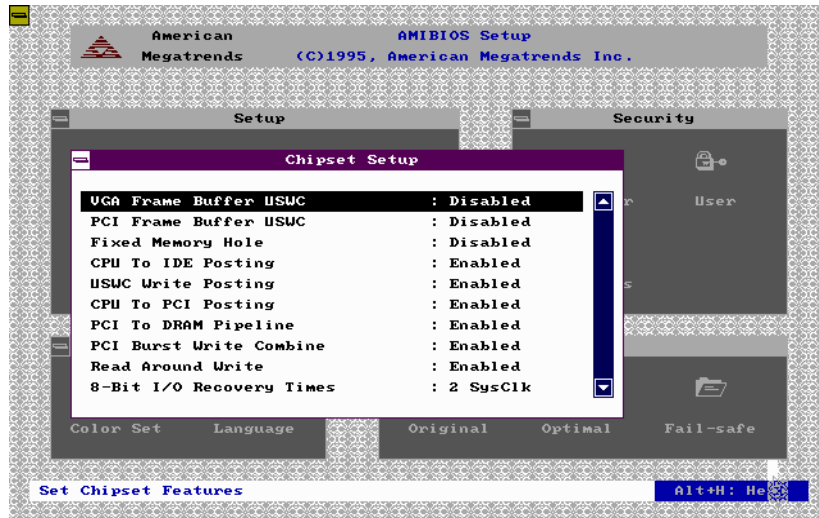 American
Megatrends
AMIBIOS Setup
(C)1995, American Megatrends Inc.
Setup
Security
Chipset Setup
VGA Frame Buffer USWC : Disabled
PCI Frame Buffer USWC : Disabled
Fixed Memory Hole : Disabled
CPU To IDE Posting : Enabled
USWC Write Posting : Enabled
CPU To PCI Posting : Enabled
PCI To DRAM Pipeline : Enabled
PCI Burst Write Combine : Enabled
Read Around Write : Enabled
8-Bit I/O Recovery Times : 2 SysClk
User
Color Set Language
Original Optimal Fail-safe
Set Chipset Features
Alt+H: